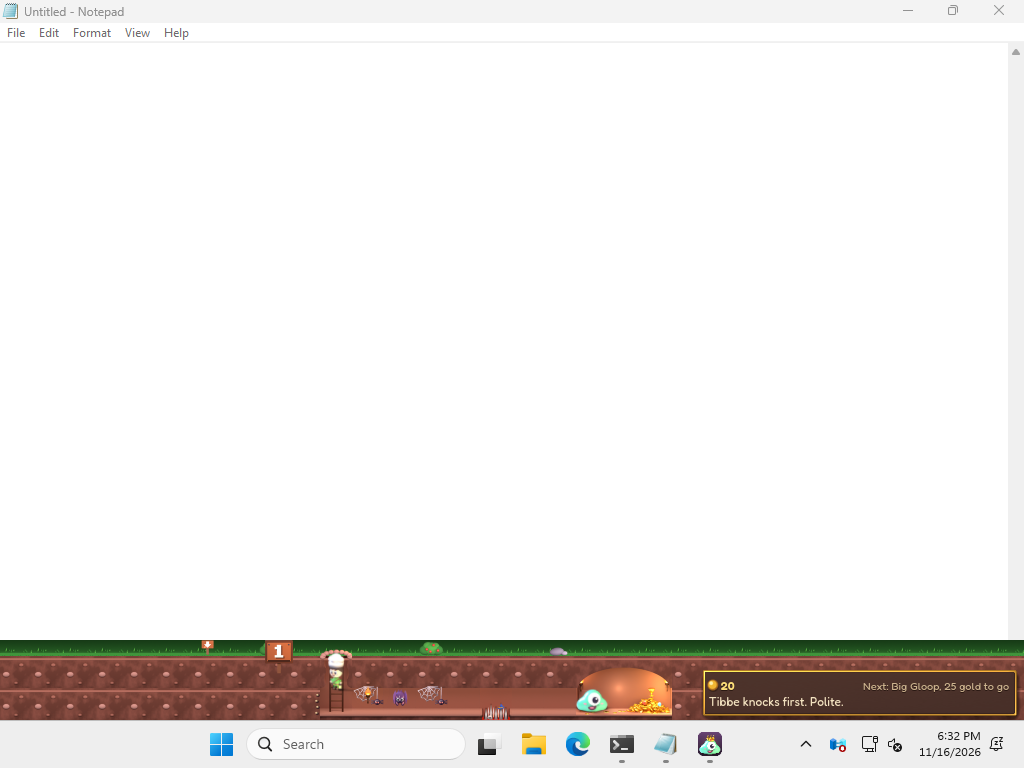 Untitled - Notepad
File Edit Format View Help
1
20 Next: Big Gloop, 25 gold to go
Tibbe knocks first. Polite.
Search
6:32 PM
11/16/2026